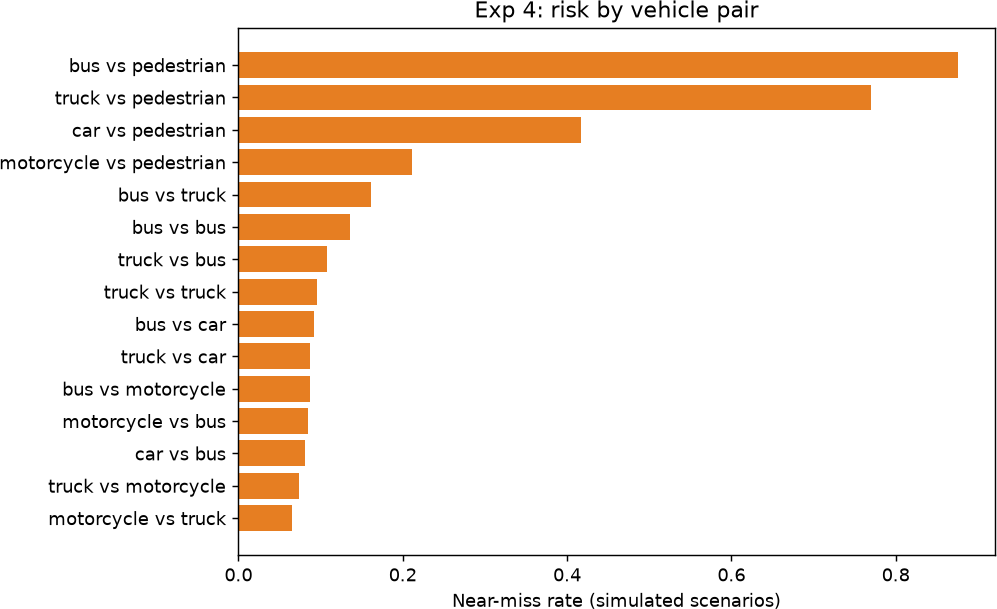 Exp 4: risk by vehicle pair
bus vs pedestrian
truck vs pedestrian
car vs pedestrian
motorcycle vs pedestrian
bus vs truck
bus vs bus
truck vs bus
truck vs truck
bus vs car
truck vs car
bus vs motorcycle
motorcycle vs bus
car vs bus
truck vs motorcycle
motorcycle vs truck
0.0 0.2 0.4 0.6 0.8
Near-miss rate (simulated scenarios)